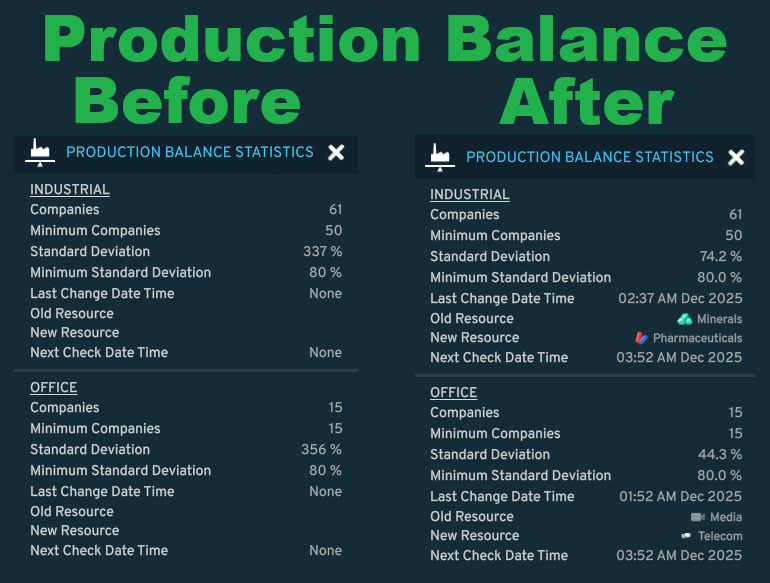 Production Balance
Before
After
PRODUCTION BALANCE STATISTICS
INDUSTRIAL
Companies 61
Minimum Companies 50
Standard Deviation 337 %
Minimum Standard Deviation 80 %
Last Change Date Time None
Old Resource
New Resource
Next Check Date Time None
OFFICE
Companies 15
Minimum Companies 15
Standard Deviation 356 %
Minimum Standard Deviation 80 %
Last Change Date Time None
Old Resource
New Resource
Next Check Date Time None
PRODUCTION BALANCE STATISTICS
INDUSTRIAL
Companies 61
Minimum Companies 50
Standard Deviation 74.2 %
Minimum Standard Deviation 80.0 %
Last Change Date Time 02:37 AM Dec 2025
Old Resource Minerals
New Resource Pharmaceuticals
Next Check Date Time 03:52 AM Dec 2025
OFFICE
Companies 15
Minimum Companies 15
Standard Deviation 44.3 %
Minimum Standard Deviation 80.0 %
Last Change Date Time 01:52 AM Dec 2025
Old Resource Media
New Resource Telecom
Next Check Date Time 03:52 AM Dec 2025